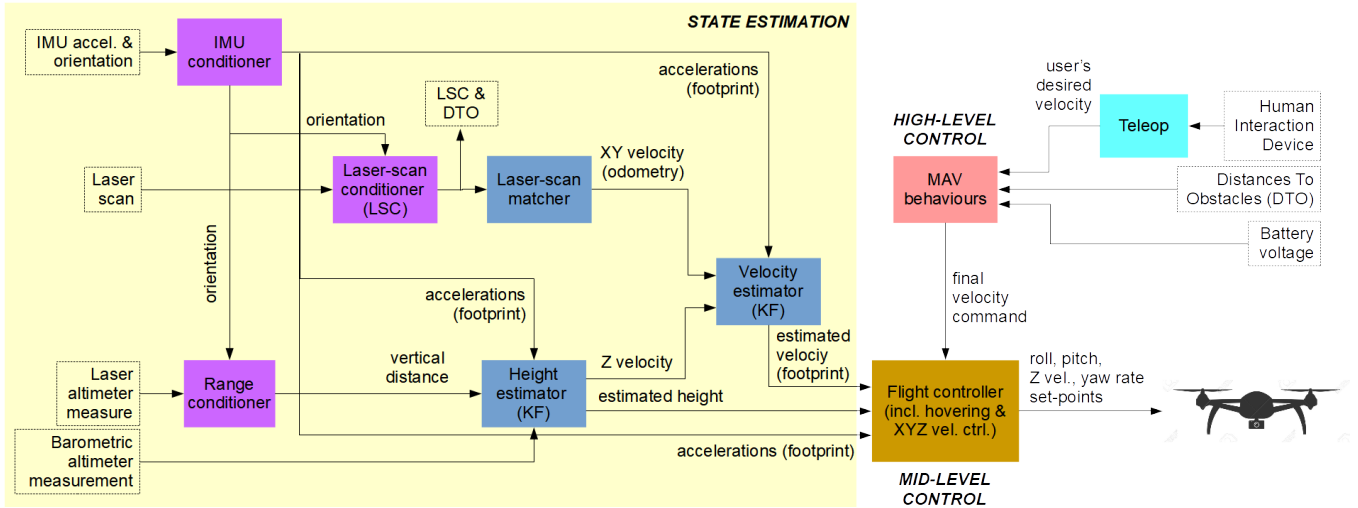 STATE ESTIMATION
IMU accel. &
orientation
IMU
conditioner
accelerations
(footprint)
LSC &
DTO
orientation
Laser
scan
Laser-scan
conditioner
(LSC)
Laser-scan
matcher
XY velocity
(odometry)
orientation
accelerations
(footprint)
Velocity
estimator
(KF)
Laser
altimeter
measure
Range
conditioner
vertical
distance
Height
estimator
(KF)
Z velocity
estimated height
estimated
velociy
(footprint)
Barometric
altimeter
measurement
accelerations (footprint)
HIGH-LEVEL
CONTROL
user's
desired
velocity
Teleop
Human
Interaction
Device
MAV
behaviours
Distances To
Obstacles (DTO)
Battery
voltage
final
velocity
command
Flight controller
(incl. hovering &
XYZ vel. ctrl.)
roll, pitch,
Z vel., yaw rate
set-points
MID-LEVEL
CONTROL